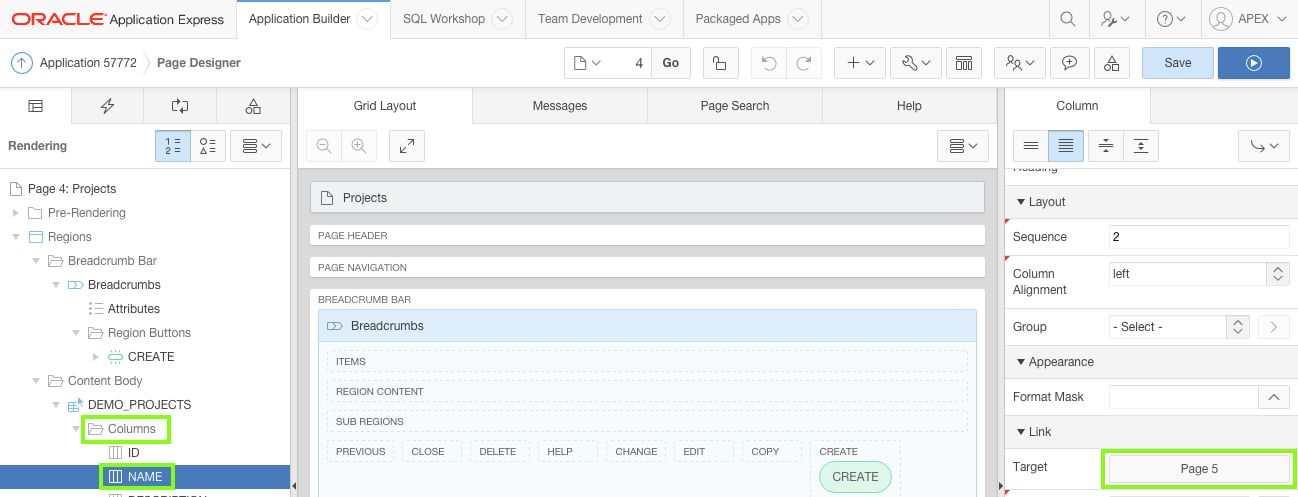 ORACLE Application Express Application Builder SQL Workshop Team Development Packaged Apps APEX
Application 57772 Page Designer 4 Go Save
Grid Layout Messages Page Search Help Column
Rendering
Page 4: Projects
Pre-Rendering
Regions
Breadcrumb Bar
Breadcrumbs
Attributes
Region Buttons
CREATE
Content Body
DEMO_PROJECTS
Columns
ID
NAME
DESCRIPTION
Projects
PAGE HEADER
PAGE NAVIGATION
BREADCRUMB BAR
Breadcrumbs
ITEMS
REGION CONTENT
SUB REGIONS
PREVIOUS CLOSE DELETE HELP CHANGE EDIT COPY CREATE
CREATE
Heading
Layout
Sequence 2
Column Alignment left
Group - Select -
Appearance
Format Mask
Link
Target Page 5